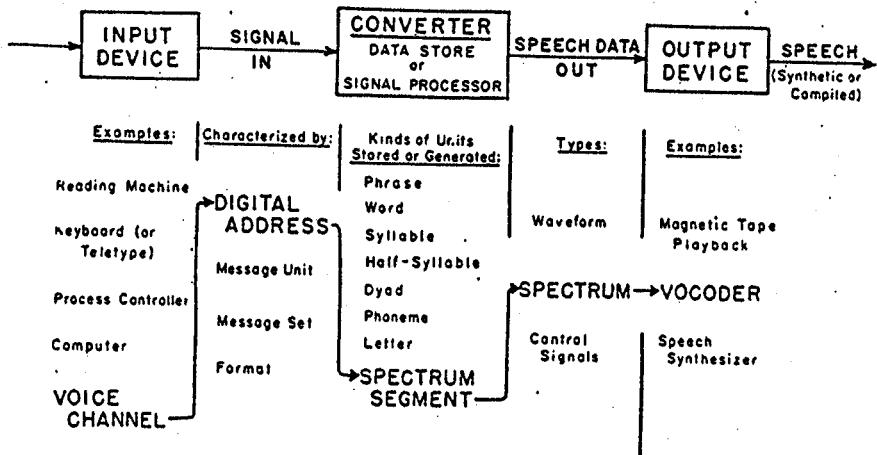 INPUT
DEVICE
SIGNAL
IN
CONVERTER
DATA STORE
or
SIGNAL PROCESSOR
SPEECH DATA
OUT
OUTPUT
DEVICE
SPEECH
(Synthetic or
Compiled)
Examples:
Reading Machine
Keyboard (or
Teletype)
Process Controller
Computer
VOICE
CHANNEL
Characterized by:
DIGITAL
ADDRESS
Message Unit
Message Set
Format
Kinds of Units
Stored or Generated:
Phrase
Word
Syllable
Half-Syllable
Dyad
Phoneme
Letter
SPECTRUM
SEGMENT
Types:
Waveform
SPECTRUM
Control
Signals
Examples:
Magnetic Tape
Playback
VOCODER
Speech
Synthesizer